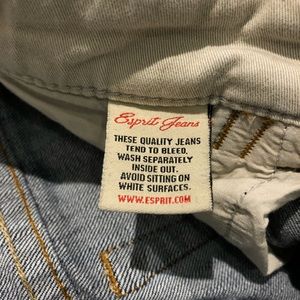 Esprit Jeans
THESE QUALITY JEANS
TEND TO BLEED.
WASH SEPARATELY
INSIDE OUT.
AVOID SITTING ON
WHITE SURFACES.
WWW.ESPRIT.COM